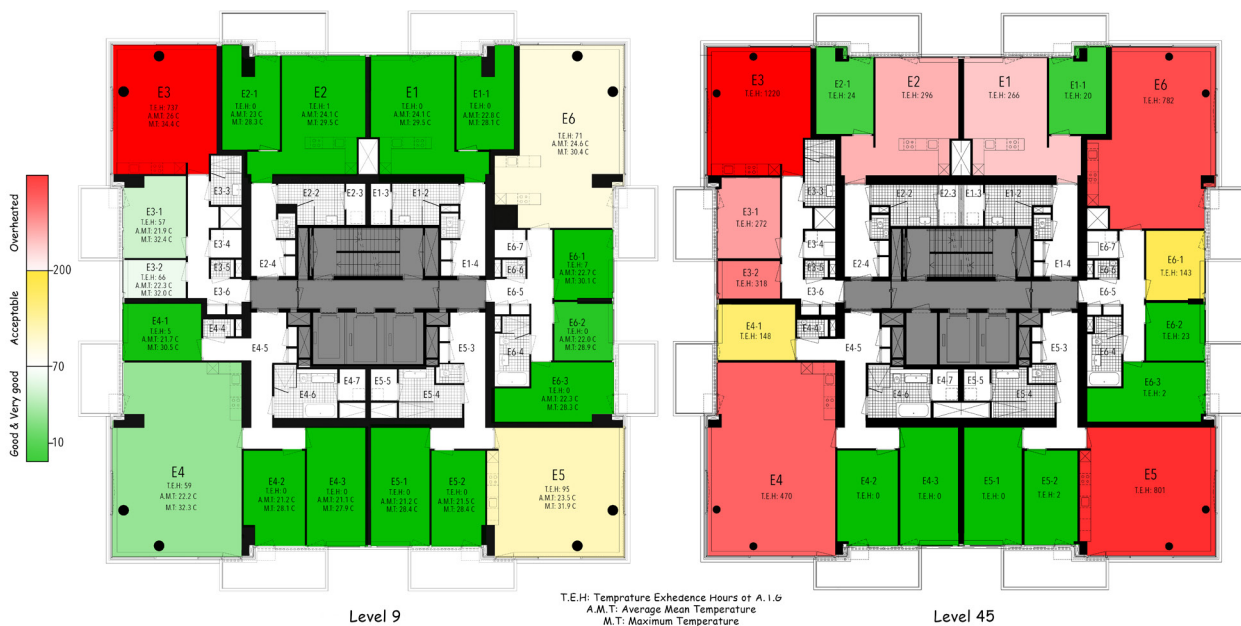 Overheated
200
Acceptable
70
Good & Very good
10
E3
T.E.H: 737
A.M.T: 26 C
M.T: 34.4 C
E2-1
T.E.H: 0
A.M.T: 23 C
M.T: 28.3 C
E2
T.E.H: 1
A.M.T: 24.1 C
M.T: 29.5 C
E1
T.E.H: 0
A.M.T: 24.1 C
M.T: 29.5 C
E1-1
T.E.H: 0
A.M.T: 22.8 C
M.T: 28.1 C
E6
T.E.H: 71
A.M.T: 24.6 C
M.T: 30.4 C
E3-3
E2-2
E2-3
E1-3
E1-2
E3-1
T.E.H: 57
A.M.T: 21.9 C
M.T: 32.4 C
E3-4
E2-4
E1-4
E6-7
E6-1
T.E.H: 7
A.M.T: 22.7 C
M.T: 30.1 C
E3-2
T.E.H: 66
A.M.T: 22.3 C
M.T: 32.0 C
E3-5
E6-6
E3-6
E6-5
E4-1
T.E.H: 5
A.M.T: 21.7 C
M.T: 30.5 C
E4-4
E4-5
E5-3
E6-4
E6-2
T.E.H: 0
A.M.T: 22.0 C
M.T: 28.9 C
E4-6
E4-7
E5-5
E5-4
E6-3
T.E.H: 0
A.M.T: 22.3 C
M.T: 28.3 C
E4
T.E.H: 59
A.M.T: 22.2 C
M.T: 32.3 C
E4-2
T.E.H: 0
A.M.T: 21.2 C
M.T: 28.1 C
E4-3
T.E.H: 0
A.M.T: 21.1 C
M.T: 27.9 C
E5-1
T.E.H: 0
A.M.T: 21.2 C
M.T: 28.4 C
E5-2
T.E.H: 0
A.M.T: 21.5 C
M.T: 28.4 C
E5
T.E.H: 95
A.M.T: 23.5 C
M.T: 31.9 C
Level 9
E3
T.E.H: 1220
E2-1
T.E.H: 24
E2
T.E.H: 296
E1
T.E.H: 266
E1-1
T.E.H: 20
E6
T.E.H: 782
E3-3
E2-2
E2-3
E1-3
E1-2
E3-1
T.E.H: 272
E3-4
E2-4
E1-4
E6-7
E6-1
T.E.H: 143
E3-2
T.E.H: 318
E3-5
E6-6
E3-6
E6-5
E4-1
T.E.H: 148
E4-4
E4-5
E5-3
E6-4
E6-2
T.E.H: 23
E4-6
E4-7
E5-5
E5-4
E6-3
T.E.H: 2
E4
T.E.H: 470
E4-2
T.E.H: 0
E4-3
T.E.H: 0
E5-1
T.E.H: 0
E5-2
T.E.H: 2
E5
T.E.H: 801
Level 45
T.E.H: Temprature Exhedence Hours of A.T.G
A.M.T: Average Mean Temperature
M.T: Maximum Temperature